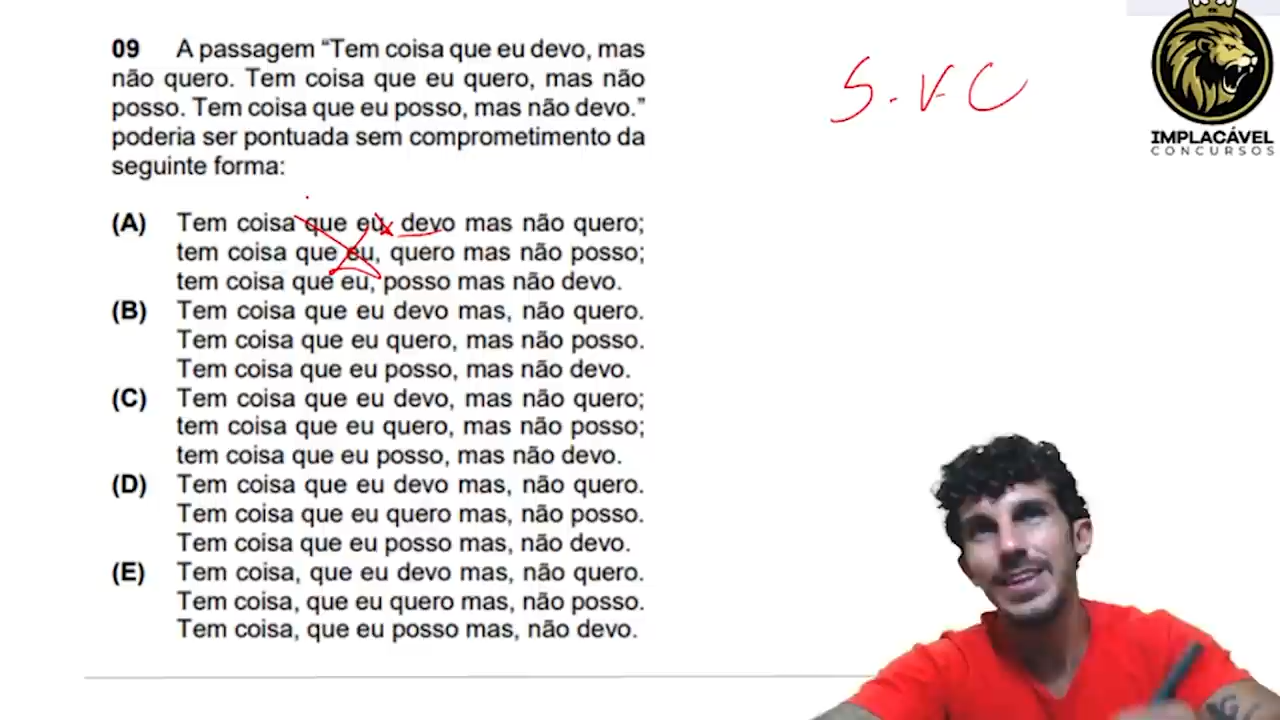 09 A passagem “Tem coisa que eu devo, mas
não quero. Tem coisa que eu quero, mas não
posso. Tem coisa que eu posso, mas não devo.”
poderia ser pontuada sem comprometimento da
seguinte forma:
(A) Tem coisa que eu, devo mas não quero;
tem coisa que eu, quero mas não posso;
tem coisa que eu, posso mas não devo.
(B) Tem coisa que eu devo mas, não quero.
Tem coisa que eu quero, mas não posso.
Tem coisa que eu posso, mas não devo.
(C) Tem coisa que eu devo, mas não quero;
tem coisa que eu quero, mas não posso;
tem coisa que eu posso, mas não devo.
(D) Tem coisa que eu devo mas, não quero.
Tem coisa que eu quero mas, não posso.
Tem coisa que eu posso mas, não devo.
(E) Tem coisa, que eu devo mas, não quero.
Tem coisa, que eu quero mas, não posso.
Tem coisa, que eu posso mas, não devo.
S.V.C
IMPLACÁVEL
CONCURSOS